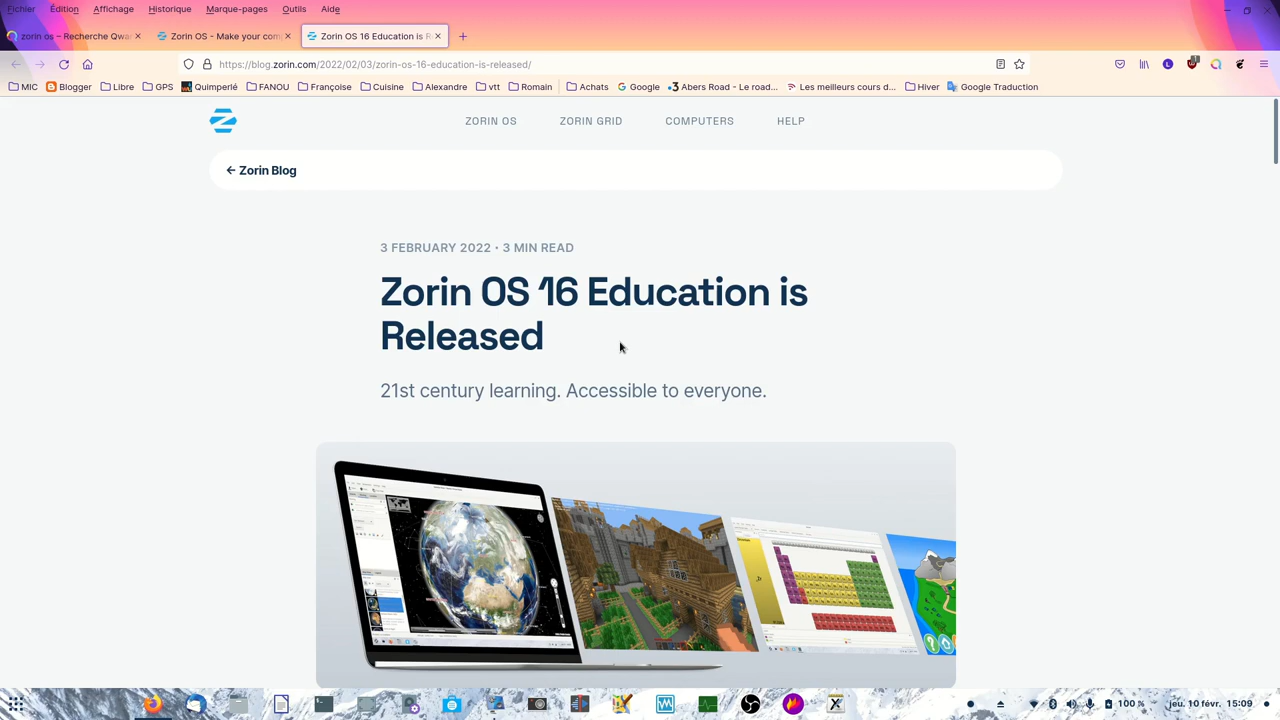 Fichier Édition Affichage Historique Marque-pages Outils Aide
zorin os – Recherche Qwa
Zorin OS - Make your com
Zorin OS 16 Education is R
https://blog.zorin.com/2022/02/03/zorin-os-16-education-is-released/
MIC Blogger Libre GPS Quimperlé FANOU Françoise Cuisine Alexandre vtt Romain Achats Google Abers Road - Le road... Les meilleurs cours d... Hiver Google Traduction
ZORIN OS ZORIN GRID COMPUTERS HELP
← Zorin Blog
3 FEBRUARY 2022 • 3 MIN READ
Zorin OS 16 Education is
Released
21st century learning. Accessible to everyone.
100 % jeu. 10 févr. 15:09